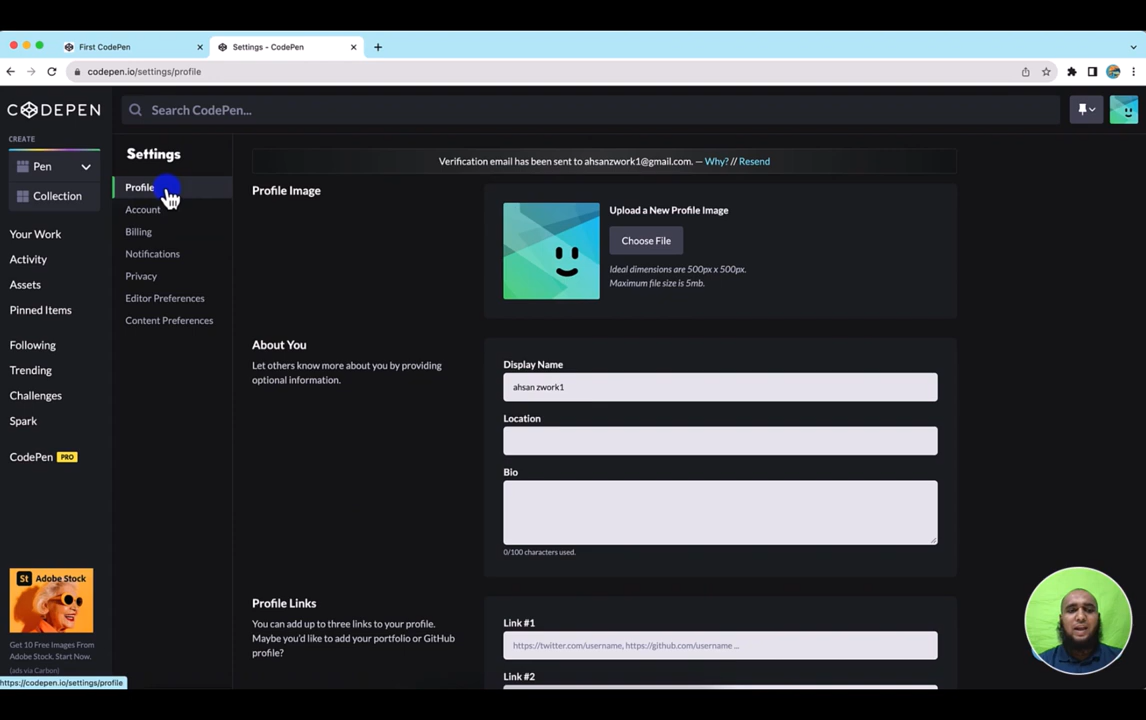 First CodePen
Settings - CodePen
codepen.io/settings/profile
CODEPEN
Search CodePen...
CREATE
Pen
Collection
Your Work
Activity
Assets
Pinned Items
Following
Trending
Challenges
Spark
CodePen PRO
St Adobe Stock
Get 10 Free Images From
Adobe Stock. Start Now.
(ads via Carbon)
https://codepen.io/settings/profile
Settings
Profile
Account
Billing
Notifications
Privacy
Editor Preferences
Content Preferences
Verification email has been sent to ahsanzwork1@gmail.com. — Why? // Resend
Profile Image
Upload a New Profile Image
Choose File
Ideal dimensions are 500px x 500px.
Maximum file size is 5mb.
About You
Let others know more about you by providing
optional information.
Display Name
ahsan zwork1
Location
Bio
0/100 characters used.
Profile Links
You can add up to three links to your profile.
Maybe you'd like to add your portfolio or GitHub
profile?
Link #1
https://twitter.com/username, https://github.com/username ...
Link #2